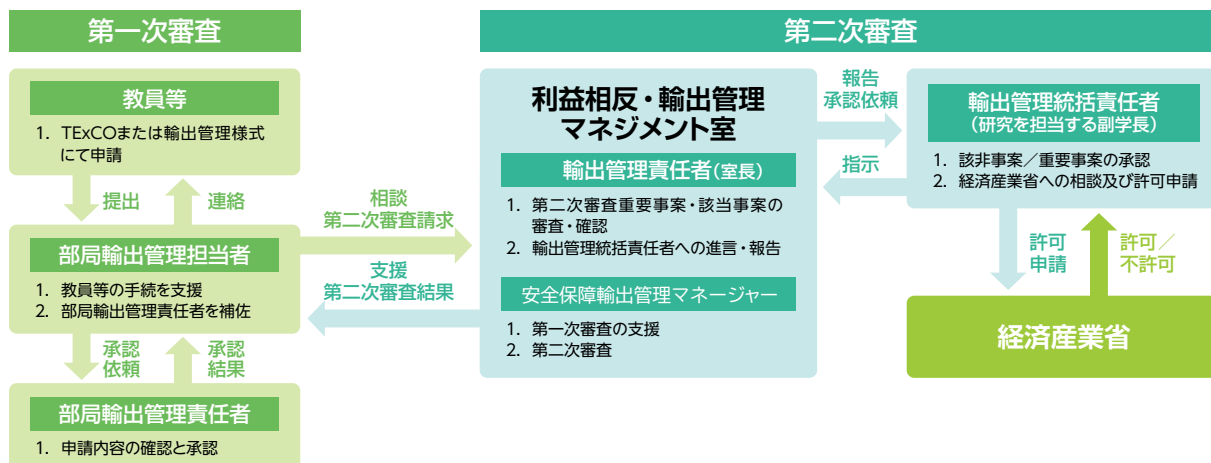 第一次審査
教員等
1. TExCOまたは輸出管理様式
にて申請
提出
連絡
部局輸出管理担当者
1. 教員等の手続を支援
2. 部局輸出管理責任者を補佐
承認
依頼
承認
結果
部局輸出管理責任者
1. 申請内容の確認と承認
相談
第二次審査請求
支援
第二次審査結果
第二次審査
利益相反・輸出管理
マネジメント室
輸出管理責任者(室長)
1. 第二次審査重要事案・該当事案の
審査・確認
2. 輸出管理統括責任者への進言・報告
安全保障輸出管理マネージャー
1. 第一次審査の支援
2. 第二次審査
報告
承認依頼
指示
輸出管理統括責任者
(研究を担当する副学長)
1. 該非事案／重要事案の承認
2. 経済産業省への相談及び許可申請
許可
申請
許可／
不許可
経済産業省